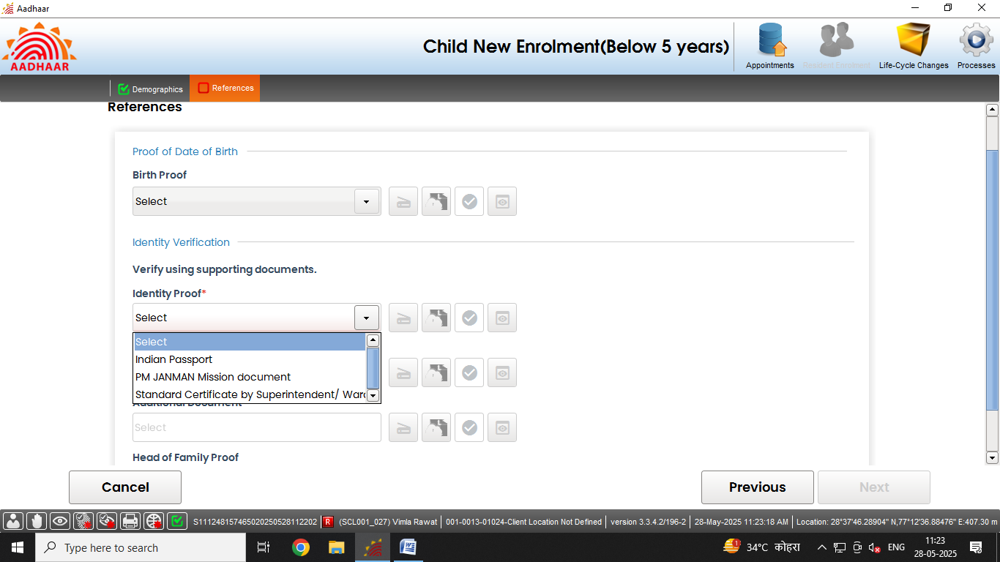 Aadhaar
AADHAAR
Child New Enrolment(Below 5 years)
Appointments
Resident Enrolment
Life-Cycle Changes
Processes
Demographics
References
References
Proof of Date of Birth
Birth Proof
Select
Identity Verification
Verify using supporting documents.
Identity Proof*
Select
Select
Indian Passport
PM JANMAN Mission document
Standard Certificate by Superintendent/ Ward
Additional Document
Select
Head of Family Proof
Cancel
Previous
Next
S111248157465020250528112202
R
(SCL001_027) Vimla Rawat
001-0013-01024-Client Location Not Defined
version 3.3.4.2/196-2
28-May-2025 11:23:18 AM
Location: 28°37'46.28904" N,77°12'36.88476" E:407.30 m
Type here to search
1
34°C कोहरा
ENG
11:23
28-05-2025